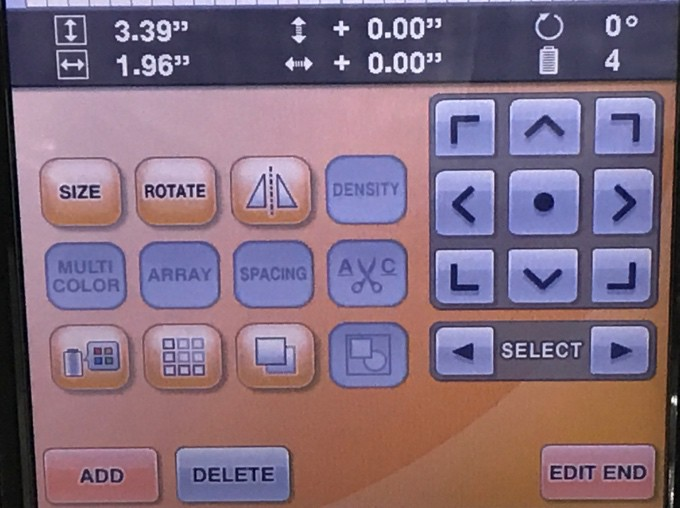 3.39" + 0.00" 0°
1.96" + 0.00" 4
SIZE ROTATE DENSITY
MULTI COLOR ARRAY SPACING A C
SELECT
ADD DELETE EDIT END